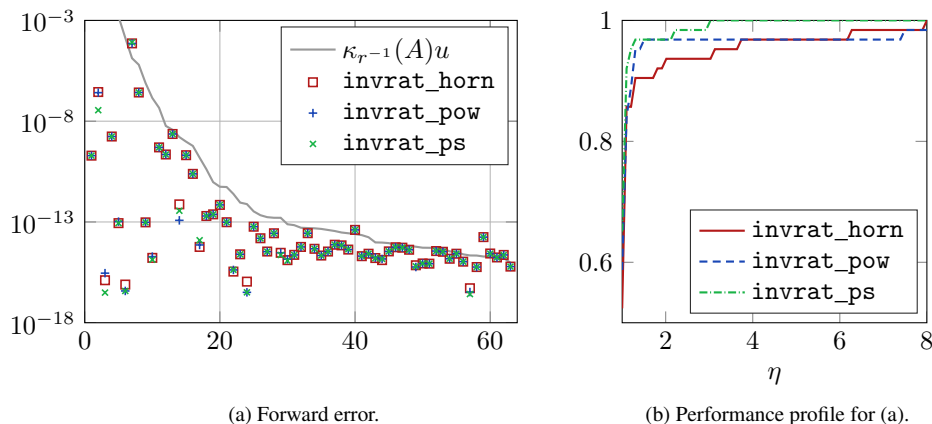 10⁻³
10⁻⁸
10⁻¹³
10⁻¹⁸
0 20 40 60
κ_{r⁻¹}(A)u
invrat_horn
invrat_pow
invrat_ps
(a) Forward error.
1
0.8
0.6
2 4 6 8
η
invrat_horn
invrat_pow
invrat_ps
(b) Performance profile for (a).